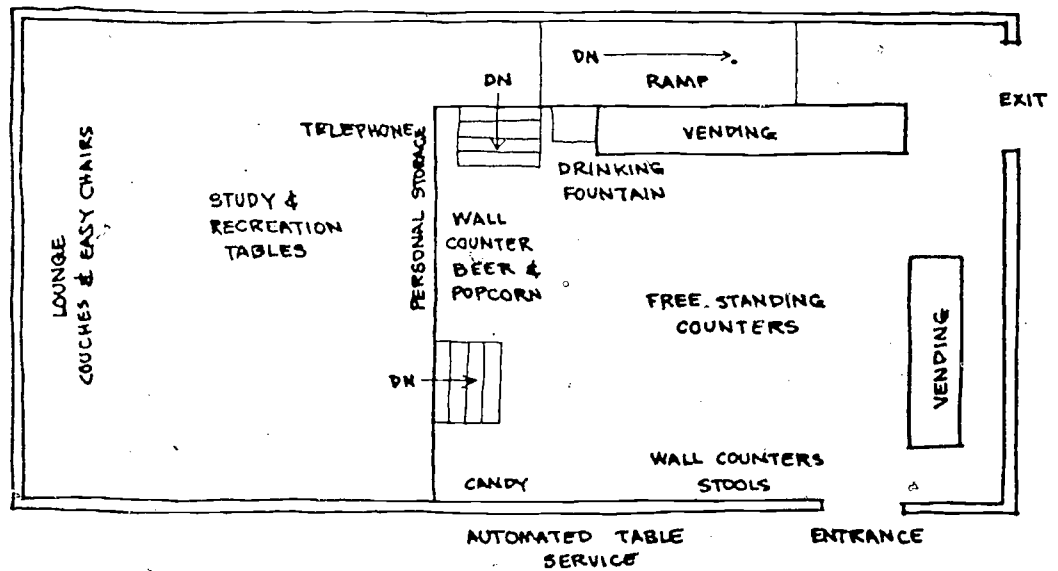 DN
RAMP
EXIT
DN
TELEPHONE
VENDING
DRINKING
FOUNTAIN
PERSONAL STORAGE
STUDY &
RECREATION
TABLES
LOUNGE
COUCHES & EASY CHAIRS
WALL
COUNTER
BEER &
POPCORN
FREE STANDING
COUNTERS
VENDING
DN
WALL COUNTERS
STOOLS
CANDY
AUTOMATED TABLE
SERVICE
ENTRANCE